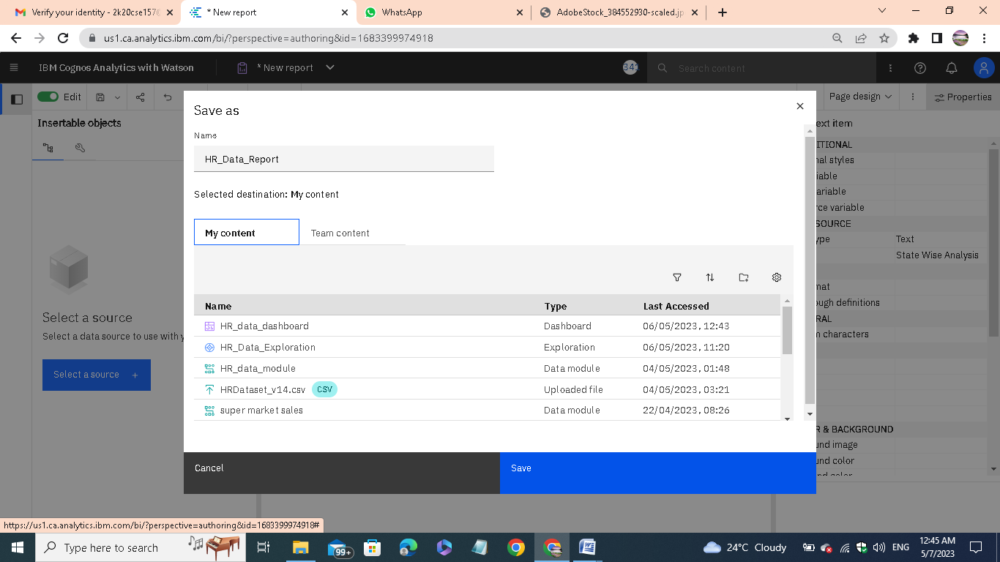 Verify your identity - 2k20cse157@
* New report
WhatsApp
AdobeStock_384552930-scaled.jp
us1.ca.analytics.ibm.com/bi/?perspective=authoring&id=1683399974918
IBM Cognos Analytics with Watson
* New report
343
Search content
Edit
Page design
Properties
Insertable objects
Save as
ext item
Name
ITIONAL
HR_Data_Report
nal styles
iable
Selected destination: My content
ariable
rce variable
SOURCE
My content
Team content
ype
Text
State Wise Analysis
mat
ough definitions
Name
Type
Last Accessed
RAL
Select a source
HR_data_dashboard
Dashboard
06/05/2023, 12:43
n characters
Select a data source to use with y
HR_Data_Exploration
Exploration
06/05/2023, 11:20
HR_data_module
Data module
04/05/2023, 01:48
Select a source +
HRDataset_v14.csv
CSV
Uploaded file
04/05/2023, 03:21
super market sales
Data module
22/04/2023, 08:26
R & BACKGROUND
und image
und color
Cancel
Save
https://us1.ca.analytics.ibm.com/bi/?perspective=authoring&id=1683399974918#
Type here to search
99+
24°C Cloudy
ENG
12:45 AM
5/7/2023